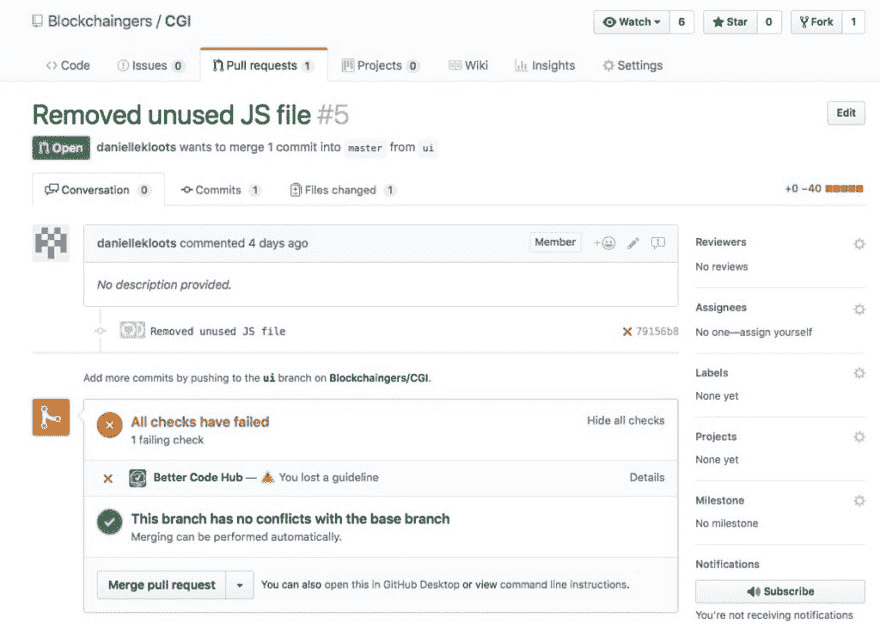 Blockchaingers / CGI
Watch 6 Star 0 Fork 1
Code Issues 0 Pull requests 1 Projects 0 Wiki Insights Settings
Removed unused JS file #5
Edit
Open daniellekloots wants to merge 1 commit into master from ui
Conversation 0 Commits 1 Files changed 1
+0 −40
daniellekloots commented 4 days ago Member
No description provided.
Removed unused JS file 79156b8
Add more commits by pushing to the ui branch on Blockchaingers/CGI.
All checks have failed Hide all checks
1 failing check
Better Code Hub — You lost a guideline Details
This branch has no conflicts with the base branch
Merging can be performed automatically.
Merge pull request You can also open this in GitHub Desktop or view command line instructions.
Reviewers
No reviews
Assignees
No one—assign yourself
Labels
None yet
Projects
None yet
Milestone
No milestone
Notifications
Subscribe
You're not receiving notifications